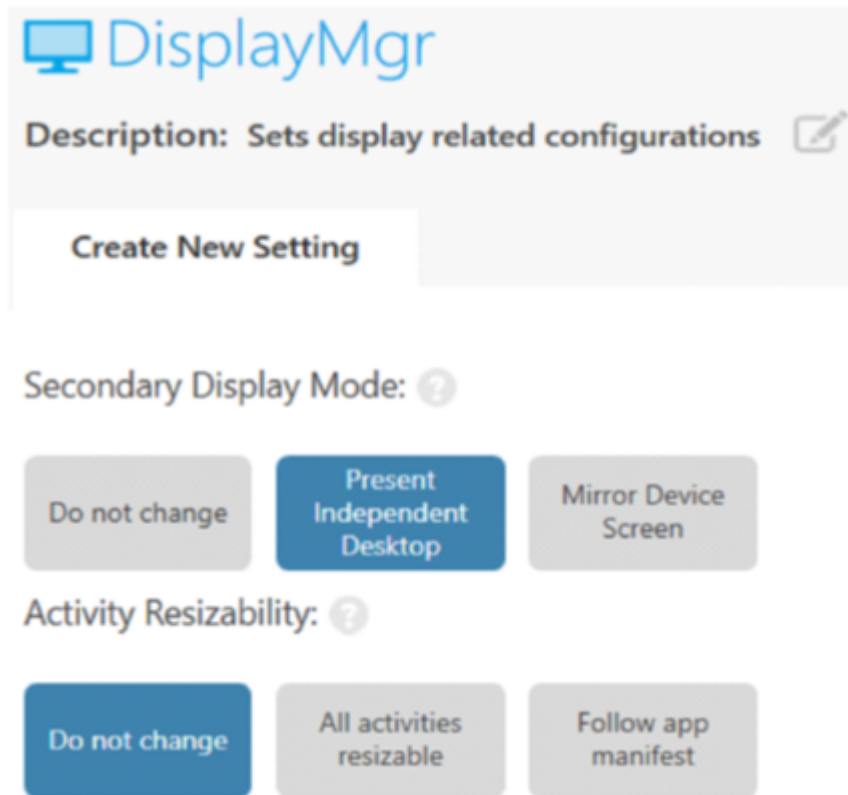 DisplayMgr
Description: Sets display related configurations
Create New Setting
Secondary Display Mode: ?
Do not change
Present
Independent
Desktop
Mirror Device
Screen
Activity Resizability: ?
Do not change
All activities
resizable
Follow app
manifest